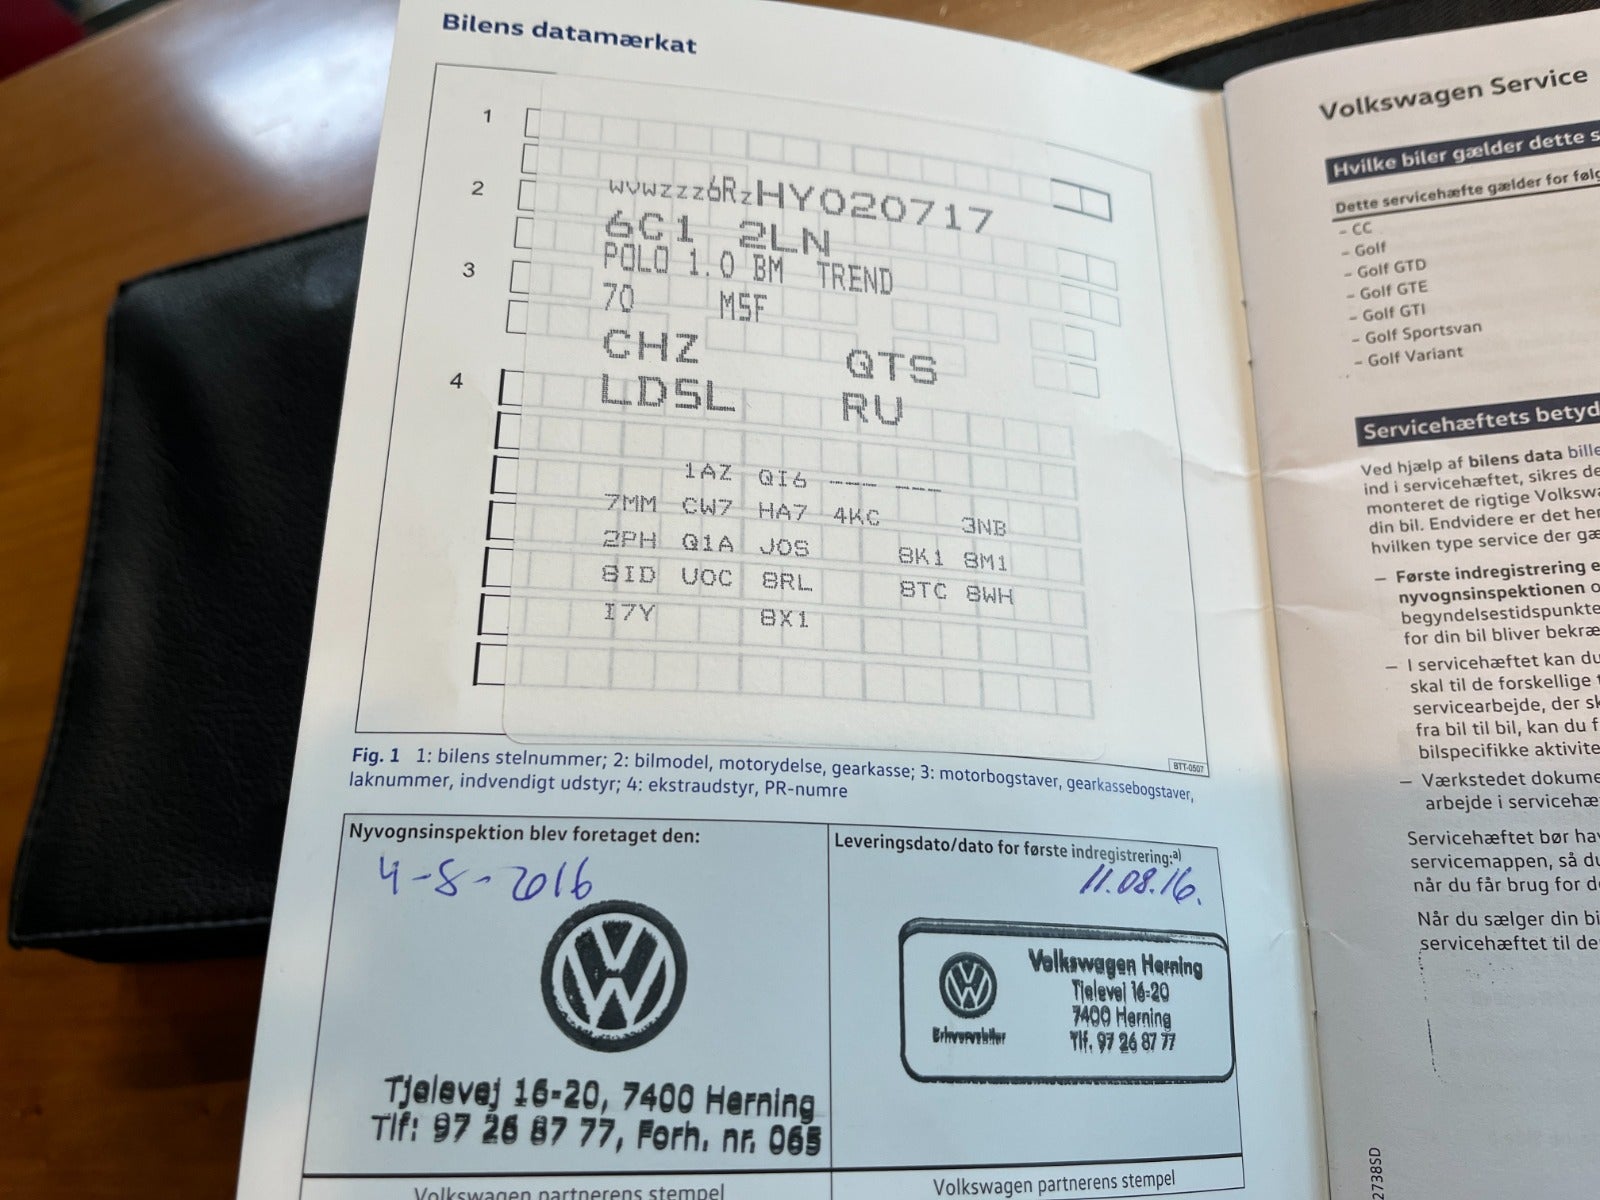 Bilens datamærkat
1
2
WVWZZZ6RZHY020717
6C1 2LN
POLO 1.0 BM TREND
3
70 M5F
CHZ QTS
4
LDSL RU
1AZ QI6 --- ---
7MM CW7 HA7 4KC 3NB
2PH Q1A JOS 8K1 8M1
8ID UOC 8RL 8TC 8WH
I7Y 8X1
BTT-0507
Fig. 1 1: bilens stelnummer; 2: bilmodel, motorydelse, gearkasse; 3: motorbogstaver, gearkassebogstaver,
laknummer, indvendigt udstyr; 4: ekstraudstyr, PR-numre
Nyvognsinspektion blev foretaget den:
4-8-2016
Tjelevej 16-20, 7400 Herning
Tlf: 97 26 87 77, Forh. nr. 065
Volkswagen partnerens stempel
Leveringsdato/dato for første indregistrering:a)
11.08.16.
Volkswagen Herning
Tjelevej 16-20
7400 Herning
Tlf. 97 26 87 77
Erhvervsbiler
Volkswagen partnerens stempel
Volkswagen Service
Hvilke biler gælder dette s
Dette servicehæfte gælder for følg
– CC
– Golf
– Golf GTD
– Golf GTE
– Golf GTI
– Golf Sportsvan
– Golf Variant
Servicehæftets betyd
Ved hjælp af bilens data bille
ind i servicehæftet, sikres de
monteret de rigtige Volksw
din bil. Endvidere er det her
hvilken type service der gæ
– Første indregistrering e
nyvognsinspektionen o
begyndelsestidspunkte
for din bil bliver bekræ
– I servicehæftet kan du
skal til de forskellige t
servicearbejde, der sk
fra bil til bil, kan du f
bilspecifikke aktivite
– Værkstedet dokume
arbejde i servicehæ
Servicehæftet bør hav
servicemappen, så du
når du får brug for de
Når du sælger din bi
servicehæftet til de
2738SD